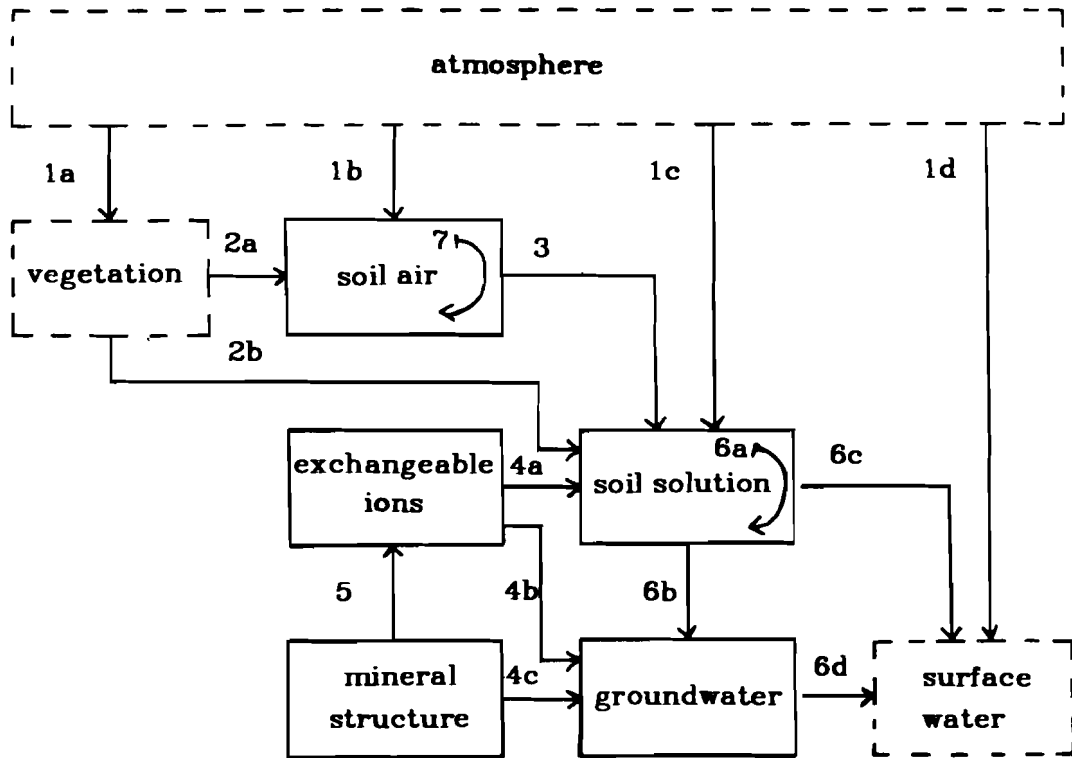 atmosphere
1a
1b
1c
1d
vegetation
2a
7
soil air
3
2b
exchangeable
ions
4a
6a
soil solution
6c
5
4b
6b
mineral
structure
4c
groundwater
6d
surface
water